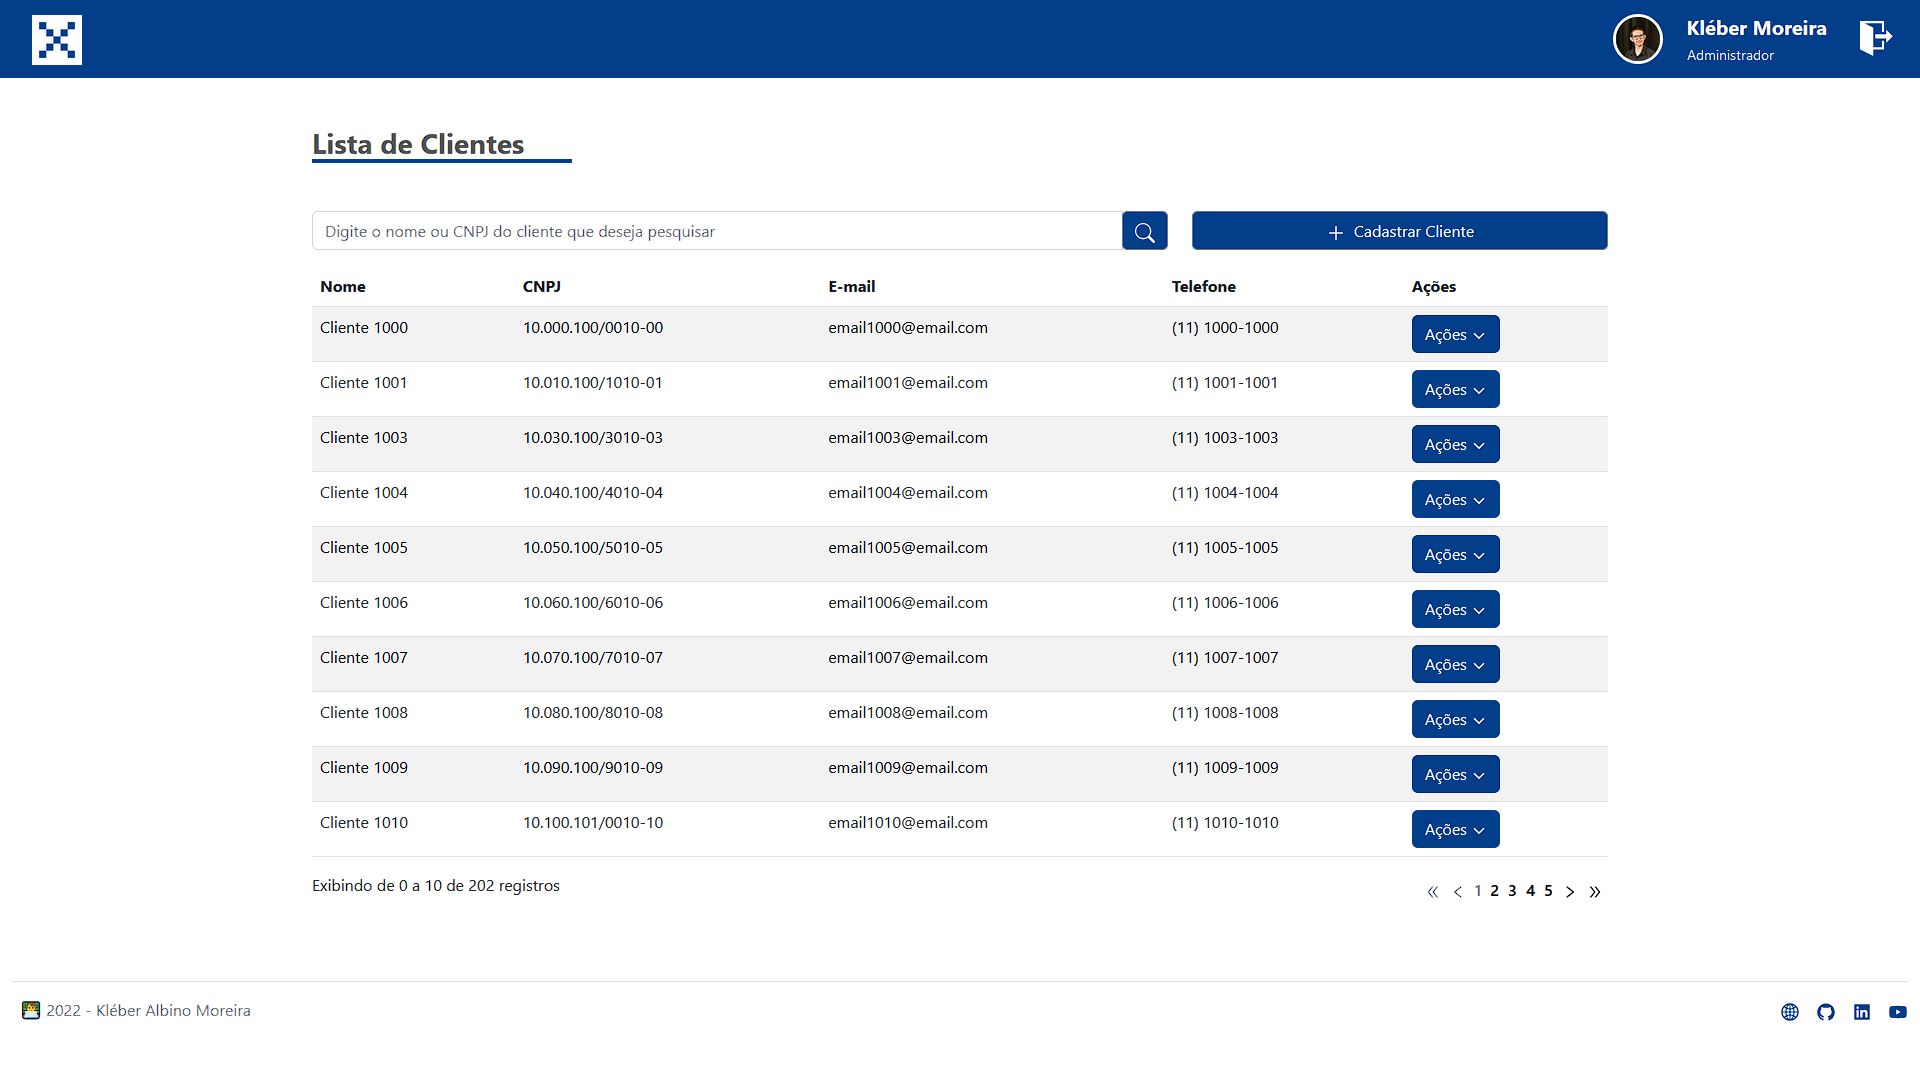 Kléber Moreira
Administrador
Lista de Clientes
Digite o nome ou CNPJ do cliente que deseja pesquisar
Cadastrar Cliente
Nome CNPJ E-mail Telefone Ações
Cliente 1000 10.000.100/0010-00 email1000@email.com (11) 1000-1000 Ações
Cliente 1001 10.010.100/1010-01 email1001@email.com (11) 1001-1001 Ações
Cliente 1003 10.030.100/3010-03 email1003@email.com (11) 1003-1003 Ações
Cliente 1004 10.040.100/4010-04 email1004@email.com (11) 1004-1004 Ações
Cliente 1005 10.050.100/5010-05 email1005@email.com (11) 1005-1005 Ações
Cliente 1006 10.060.100/6010-06 email1006@email.com (11) 1006-1006 Ações
Cliente 1007 10.070.100/7010-07 email1007@email.com (11) 1007-1007 Ações
Cliente 1008 10.080.100/8010-08 email1008@email.com (11) 1008-1008 Ações
Cliente 1009 10.090.100/9010-09 email1009@email.com (11) 1009-1009 Ações
Cliente 1010 10.100.101/0010-10 email1010@email.com (11) 1010-1010 Ações
Exibindo de 0 a 10 de 202 registros
« < 1 2 3 4 5 > »
2022 - Kléber Albino Moreira